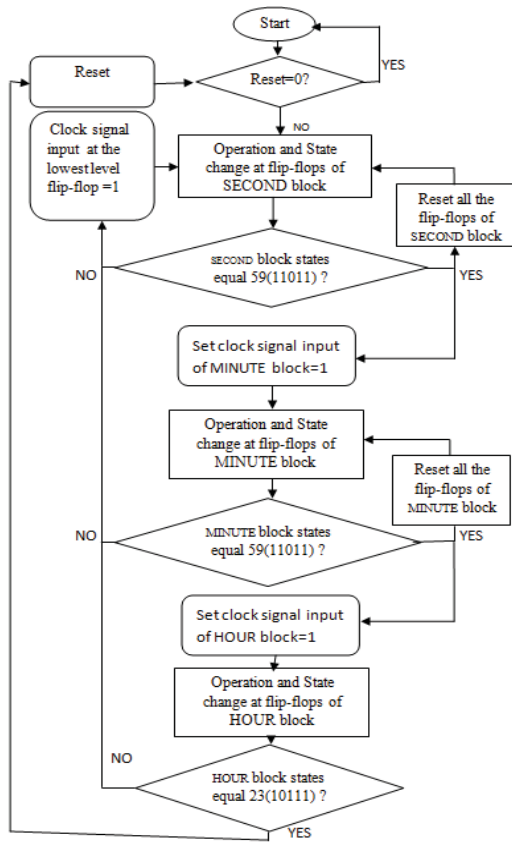 Start
Reset
Reset=0?
YES
NO
Clock signal
input at the
lowest level
flip-flop =1
Operation and State
change at flip-flops of
SECOND block
Reset all the
flip-flops of
SECOND block
NO
SECOND block states
equal 59(11011) ?
YES
Set clock signal input
of MINUTE block=1
Operation and State
change at flip-flops of
MINUTE block
Reset all the
flip-flops of
MINUTE block
NO
MINUTE block states
equal 59(11011) ?
YES
Set clock signal input
of HOUR block=1
Operation and State
change at flip-flops of
HOUR block
NO
HOUR block states
equal 23(10111) ?
YES